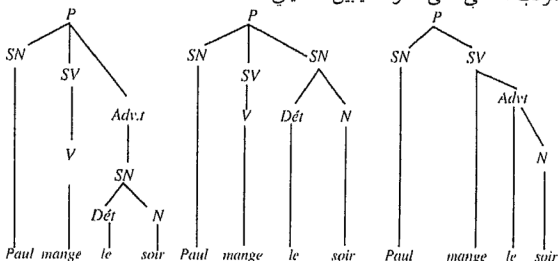 P P P
SN SN SN SN SV
SV SV
Advt
Adv.t V Dét N
V N
SN
Dét N
Paul mange le soir Paul mange le soir Paul mange le soir